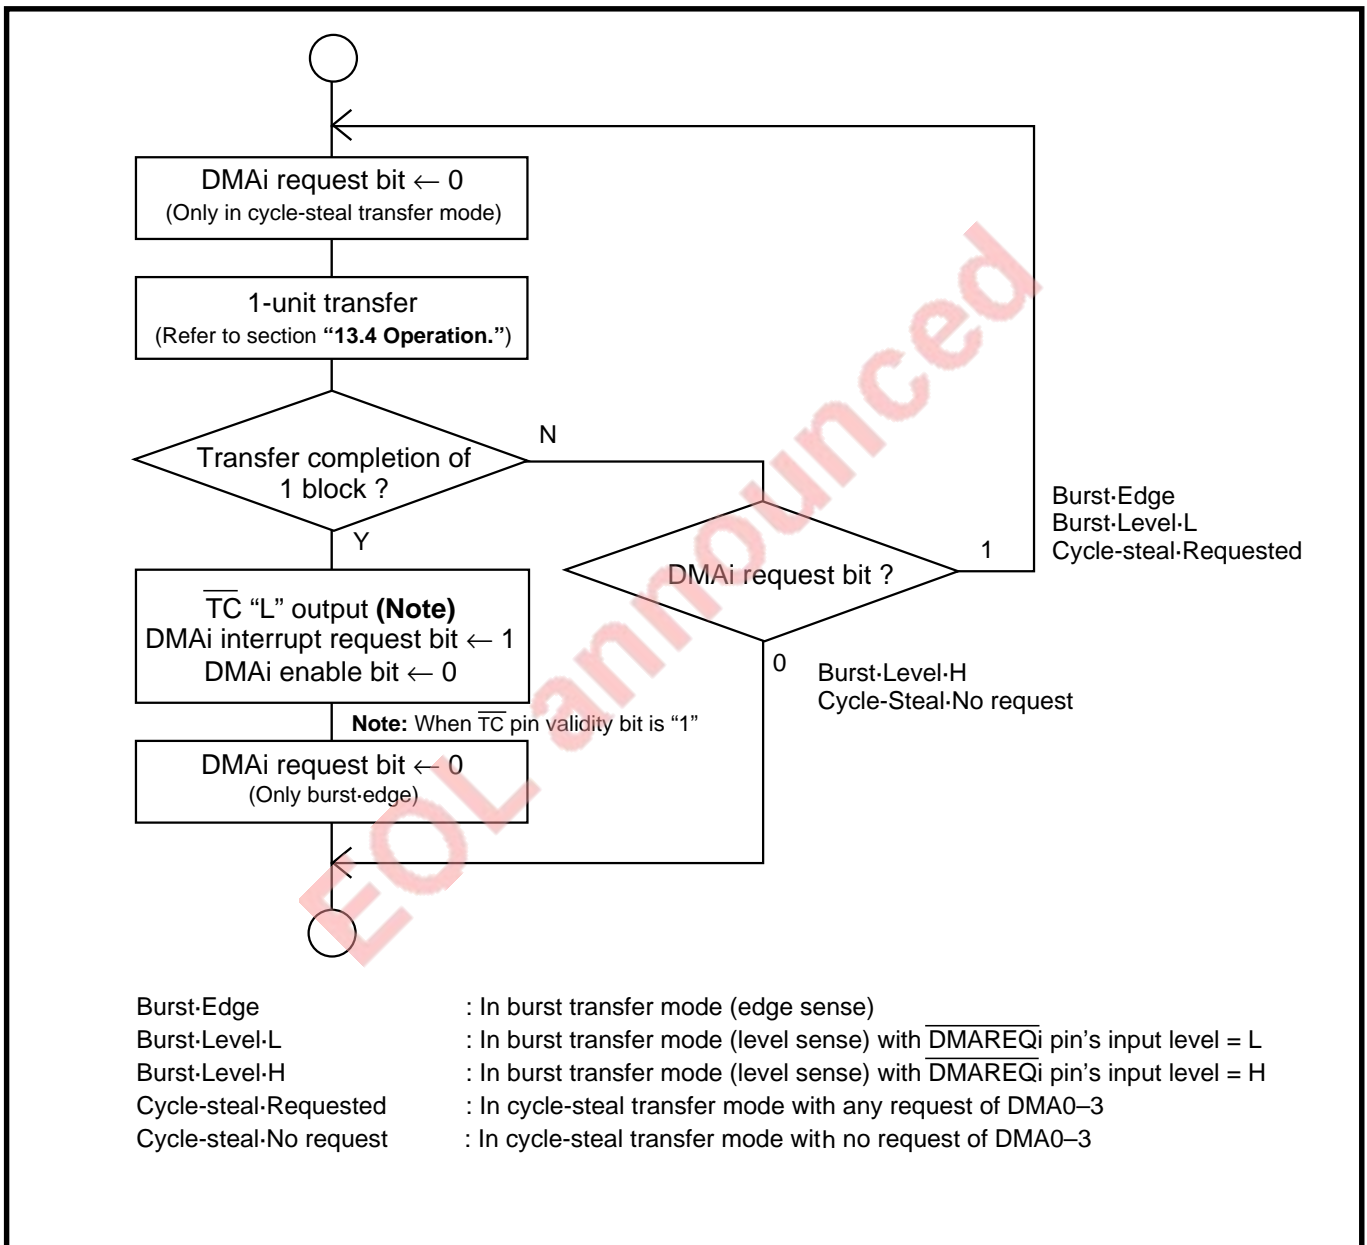 DMAi request bit ← 0
(Only in cycle-steal transfer mode)
1-unit transfer
(Refer to section “13.4 Operation.”)
Transfer completion of
1 block ?
N
Y
DMAi request bit ?
1
Burst·Edge
Burst·Level·L
Cycle-steal·Requested
0
Burst·Level·H
Cycle-Steal·No request
T̅C̅ “L” output (Note)
DMAi interrupt request bit ← 1
DMAi enable bit ← 0
Note: When T̅C̅ pin validity bit is “1”
DMAi request bit ← 0
(Only burst·edge)
EOL announced
Burst·Edge : In burst transfer mode (edge sense)
Burst·Level·L : In burst transfer mode (level sense) with D̅M̅A̅R̅E̅Q̅i pin’s input level = L
Burst·Level·H : In burst transfer mode (level sense) with D̅M̅A̅R̅E̅Q̅i pin’s input level = H
Cycle-steal·Requested : In cycle-steal transfer mode with any request of DMA0–3
Cycle-steal·No request : In cycle-steal transfer mode with no request of DMA0–3